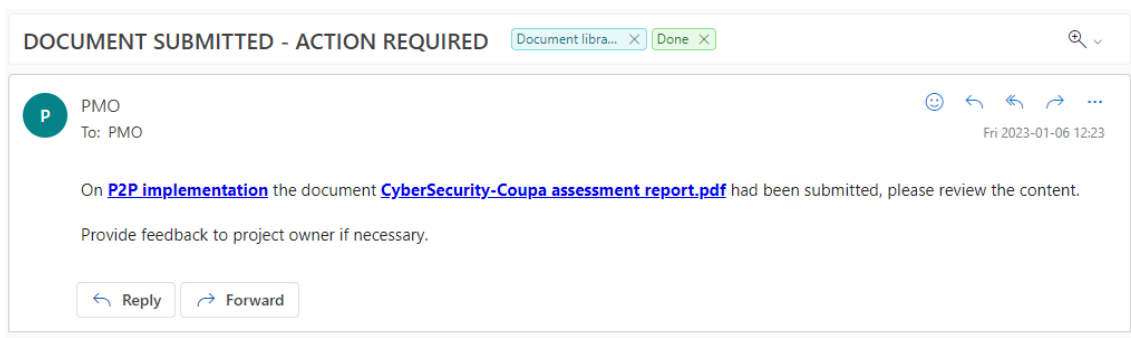 DOCUMENT SUBMITTED - ACTION REQUIRED Document libra... Done
P
PMO
To: PMO
Fri 2023-01-06 12:23
On P2P implementation the document CyberSecurity-Coupa assessment report.pdf had been submitted, please review the content.
Provide feedback to project owner if necessary.
Reply Forward